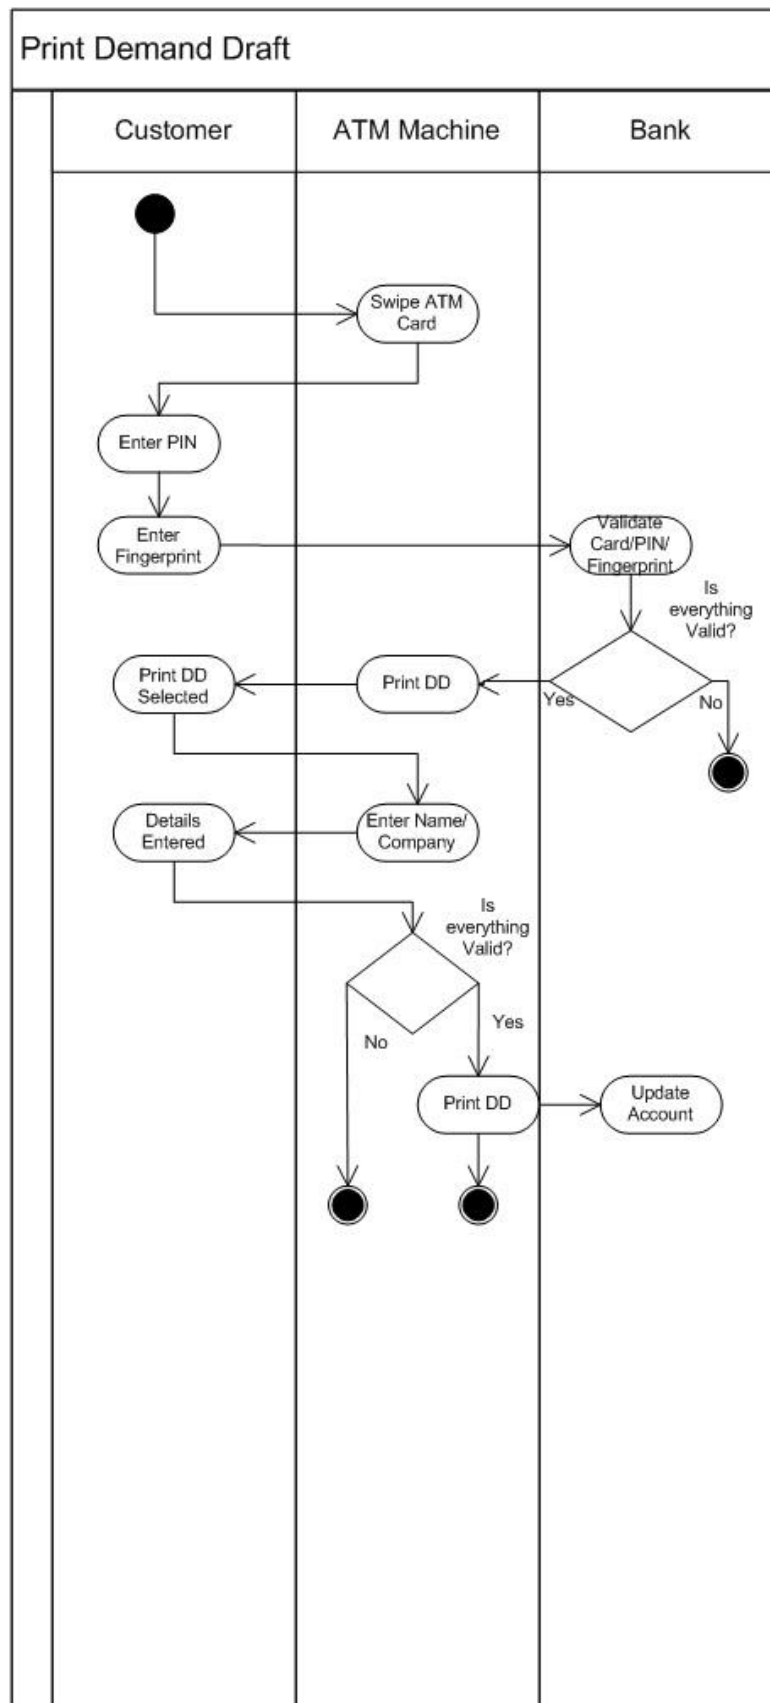 Print Demand Draft
Customer
ATM Machine
Bank
Swipe ATM
Card
Enter PIN
Enter
Fingerprint
Validate
Card/PIN/
Fingerprint
Is
everything
Valid?
Print DD
Selected
Print DD
Yes
No
Details
Entered
Enter Name/
Company
Is
everything
Valid?
No
Yes
Print DD
Update
Account